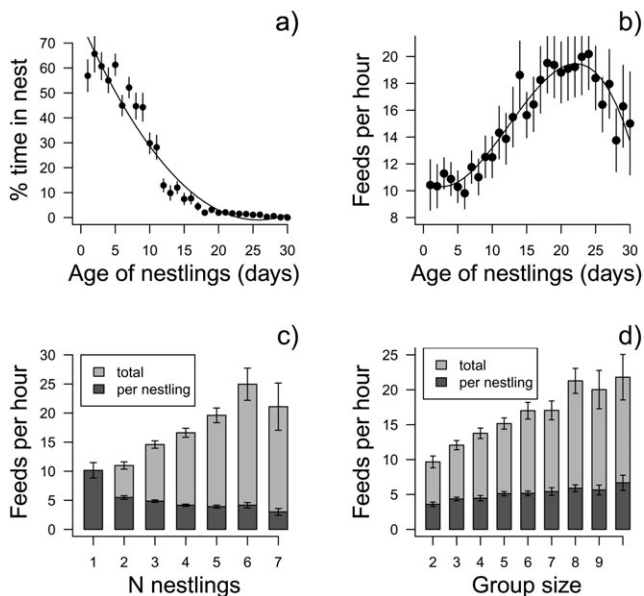 a)
% time in nest
70
60
50
40
30
20
10
0
0 5 10 15 20 25 30
Age of nestlings (days)
b)
Feeds per hour
20
18
16
14
12
10
8
0 5 10 15 20 25 30
Age of nestlings (days)
c)
Feeds per hour
total
per nestling
30
25
20
15
10
5
0
1 2 3 4 5 6 7
N nestlings
d)
Feeds per hour
total
per nestling
25
20
15
10
5
0
2 3 4 5 6 7 8 9
Group size